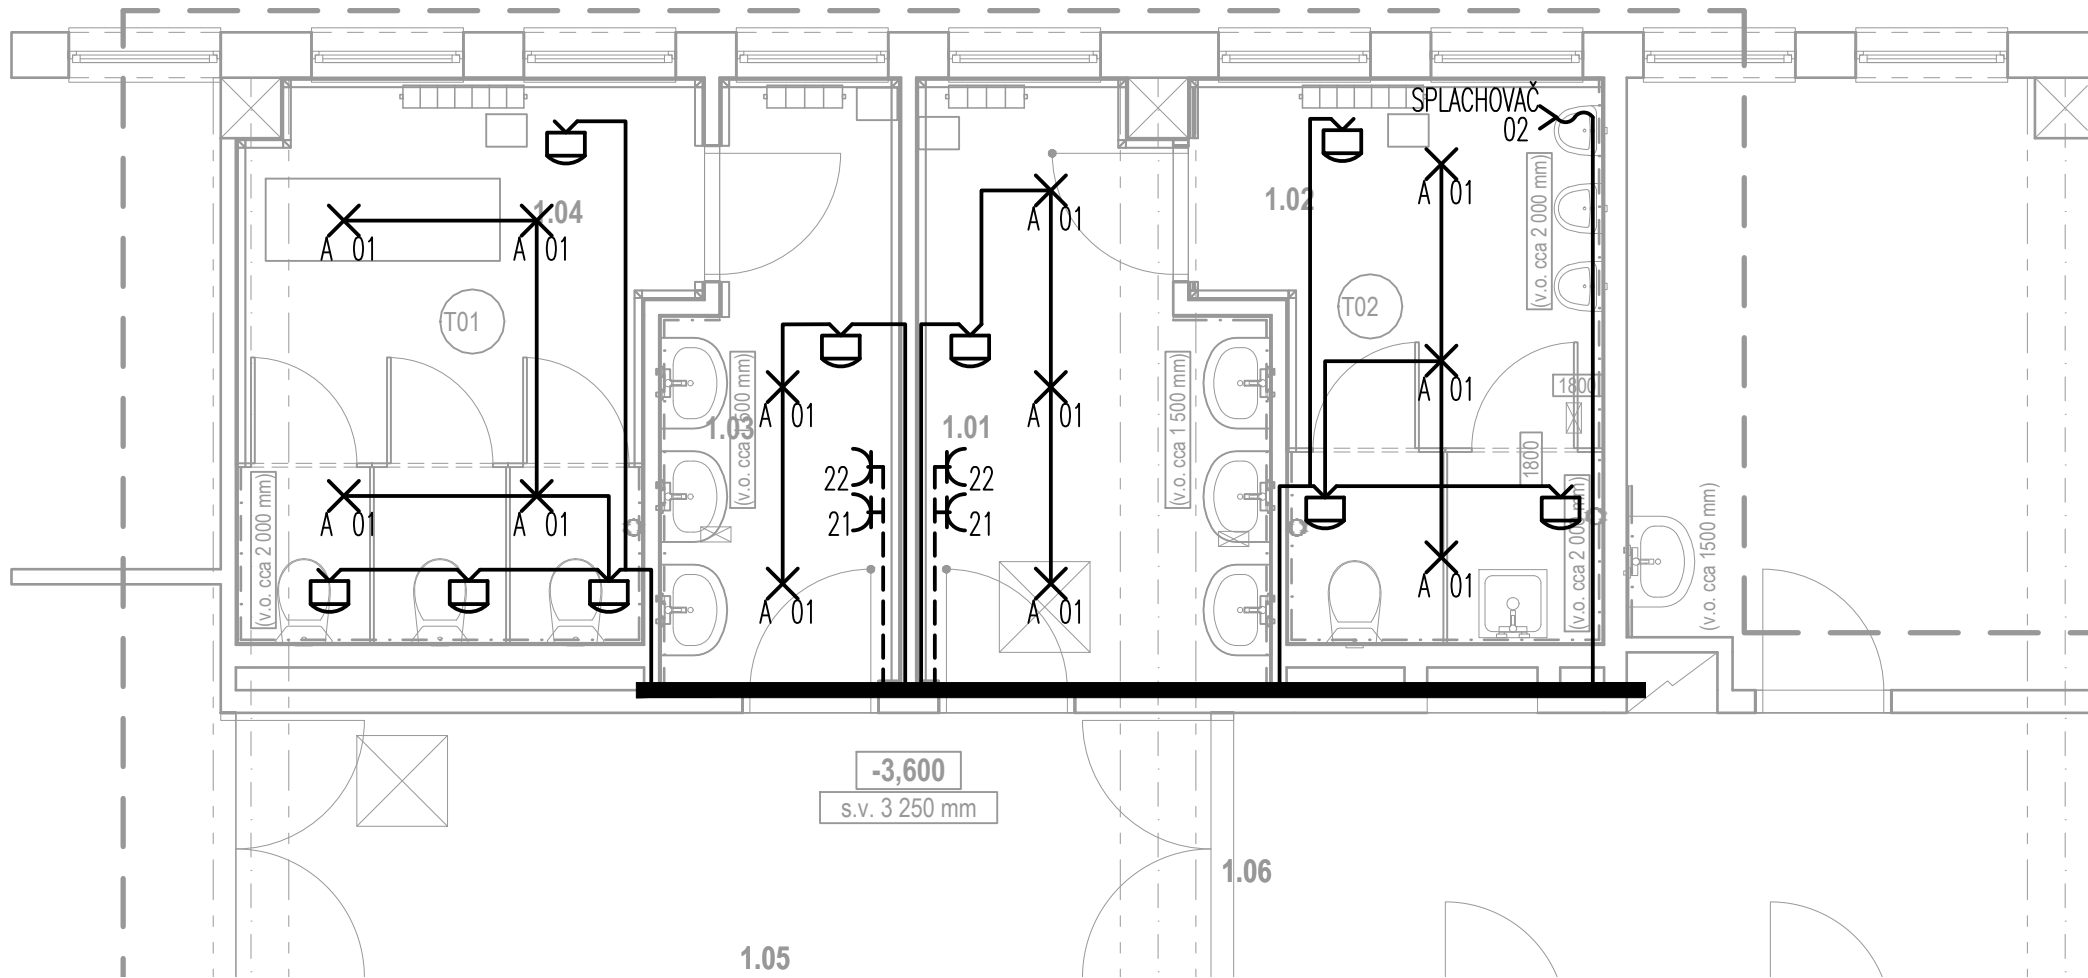 SPLACHOVAČ
02
A 01
1.04
A 01
A 01
1.02
A 01
A 01
(v.o. cca 2 000 mm)
T01
T02
1.03
(v.o. cca 1 500 mm)
A 01
1.01
A 01
(v.o. cca 1 500 mm)
A 01
1800
1800
22
22
21
21
(v.o. cca 2 000 mm)
A 01
A 01
A 01
A 01
A 01
(v.o. cca 2 000 mm)
(v.o. cca 1500 mm)
-3,600
s.v. 3 250 mm
1.06
1.05